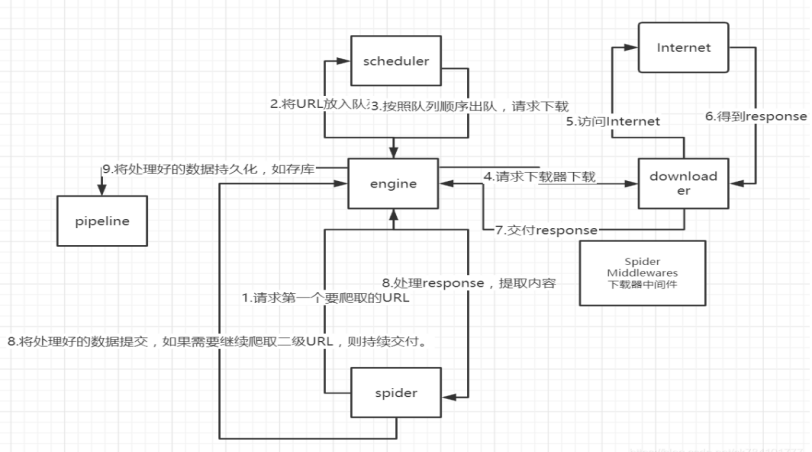 scheduler
Internet
2.将URL放入队
3.按照队列顺序出队，请求下载
5.访问Internet
6.得到response
9.将处理好的数据持久化，如存库
engine
4.请求下载器下载
download
er
pipeline
7.交付response
Spider
Middlewares
下载器中间件
8.处理response，提取内容
1.请求第一个要爬取的URL
8.将处理好的数据提交，如果需要继续爬取二级URL，则持续交付。
spider